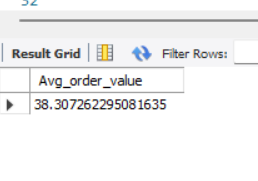 32
Result Grid | Filter Rows:
Avg_order_value
38.307262295081635